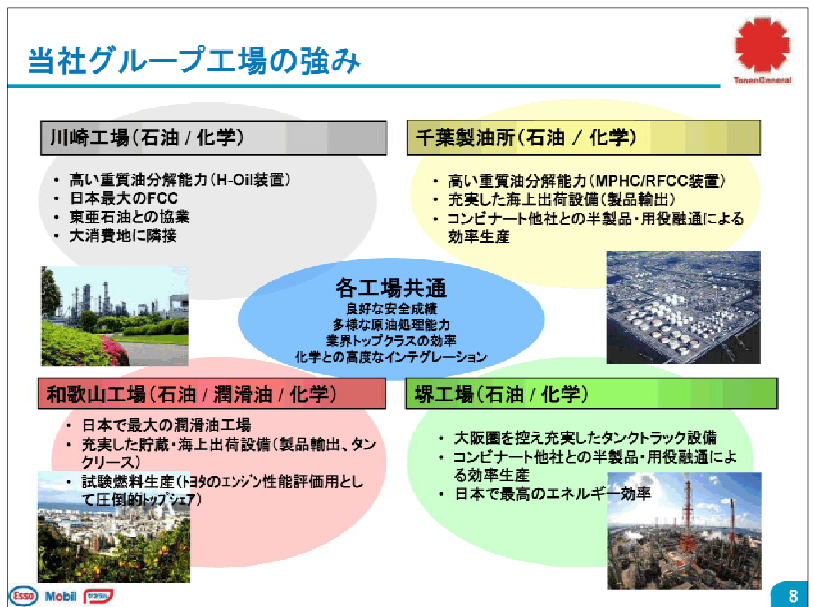 当社グループ工場の強み
TonenGeneral
川崎工場(石油 / 化学)
• 高い重質油分解能力(H-Oil装置)
• 日本最大のFCC
• 東亜石油との協業
• 大消費地に隣接
千葉製油所(石油 / 化学)
• 高い重質油分解能力(MPHC/RFCC装置)
• 充実した海上出荷設備(製品輸出)
• コンビナート他社との半製品・用役融通による
効率生産
各工場共通
良好な安全成績
多様な原油処理能力
業界トップクラスの効率
化学との高度なインテグレーション
和歌山工場(石油 / 潤滑油 / 化学)
• 日本で最大の潤滑油工場
• 充実した貯蔵・海上出荷設備(製品輸出、タン
クリース)
• 試験燃料生産(トヨタのエンジン性能評価用とし
て圧倒的トップシェア)
堺工場(石油 / 化学)
• 大阪圏を控え充実したタンクトラック設備
• コンビナート他社との半製品・用役融通によ
る効率生産
• 日本で最高のエネルギー効率
Esso Mobil ゼネラル
8